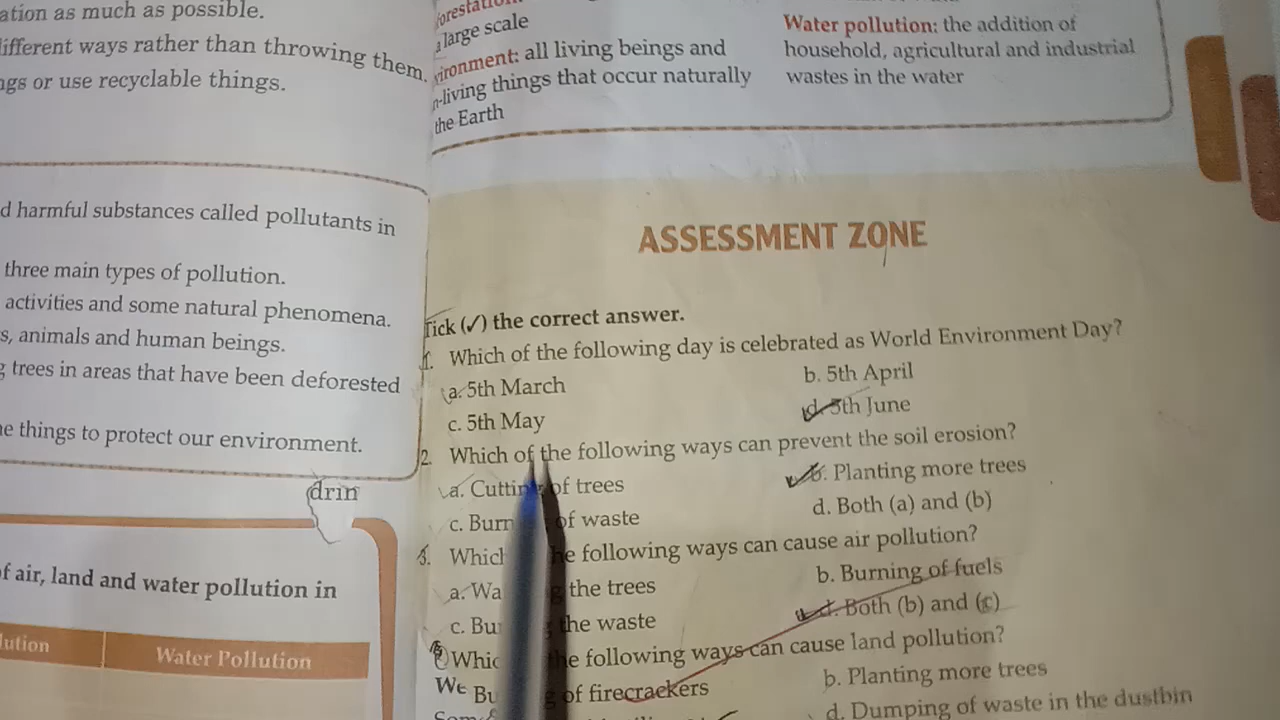 ation as much as possible.
ifferent ways rather than throwing them.
ngs or use recyclable things.
d harmful substances called pollutants in
three main types of pollution.
activities and some natural phenomena.
s, animals and human beings.
g trees in areas that have been deforested
e things to protect our environment.
drin
f air, land and water pollution in
lution
Water Pollution
a large scale
vironment: all living beings and
n-living things that occur naturally
the Earth
Water pollution: the addition of
household, agricultural and industrial
wastes in the water
ASSESSMENT ZONE
Tick (✓) the correct answer.
1. Which of the following day is celebrated as World Environment Day?
a. 5th March
b. 5th April
c. 5th May
d. 5th June
2. Which of the following ways can prevent the soil erosion?
a. Cutting of trees
b. Planting more trees
c. Burn of waste
d. Both (a) and (b)
3. Which he following ways can cause air pollution?
a. Wa the trees
b. Burning of fuels
c. Bu the waste
d. Both (b) and (c)
Whic he following ways can cause land pollution?
We
Bu of firecrackers
b. Planting more trees
d. Dumping of waste in the dustbin